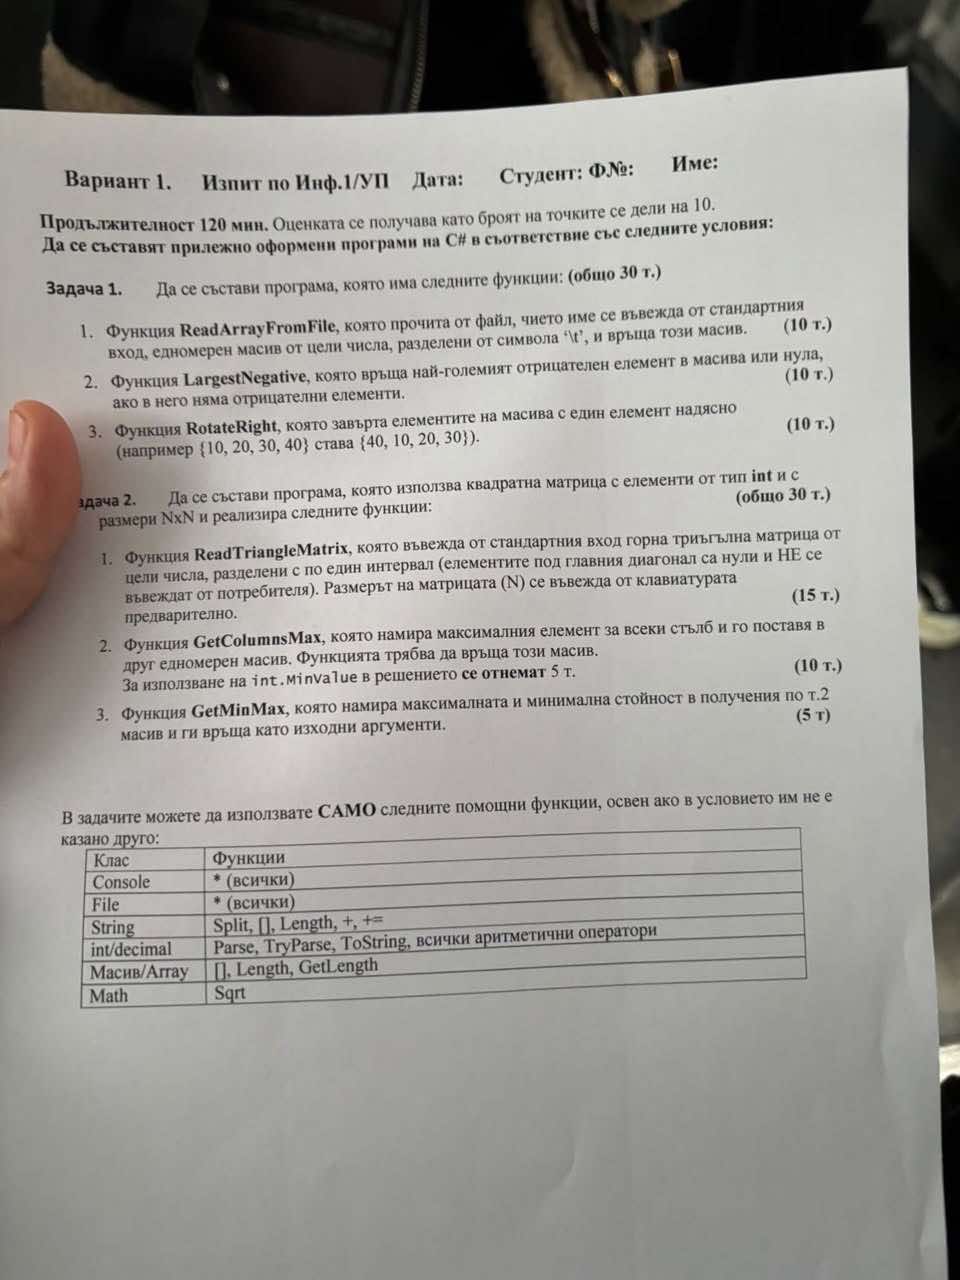 Вариант 1. Изпит по Инф.1/УП Дата: Студент: Ф№: Име:
Продължителност 120 мин. Оценката се получава като броят на точките се дели на 10.
Да се съставят прилежно оформени програми на C# в съответствие със следните условия:
Задача 1. Да се състави програма, която има следните функции: (общо 30 т.)
1. Функция ReadArrayFromFile, която прочита от файл, чието име се въвежда от стандартния
вход, едномерен масив от цели числа, разделени от символа ‘\t’, и връща този масив. (10 т.)
2. Функция LargestNegative, която връща най-големият отрицателен елемент в масива или нула,
ако в него няма отрицателни елементи. (10 т.)
3. Функция RotateRight, която завърта елементите на масива с един елемент надясно
(например {10, 20, 30, 40} става {40, 10, 20, 30}). (10 т.)
адача 2. Да се състави програма, която използва квадратна матрица с елементи от тип int и с
размери NxN и реализира следните функции: (общо 30 т.)
1. Функция ReadTriangleMatrix, която въвежда от стандартния вход горна триъгълна матрица от
цели числа, разделени с по един интервал (елементите под главния диагонал са нули и НЕ се
въвеждат от потребителя). Размерът на матрицата (N) се въвежда от клавиатурата
предварително. (15 т.)
2. Функция GetColumnsMax, която намира максималния елемент за всеки стълб и го поставя в
друг едномерен масив. Функцията трябва да връща този масив.
За използване на int.MinValue в решението се отнемат 5 т. (10 т.)
3. Функция GetMinMax, която намира максималната и минимална стойност в получения по т.2
масив и ги връща като изходни аргументи. (5 т)
В задачите можете да използвате САМО следните помощни функции, освен ако в условието им не е
казано друго:
Клас Функции
Console * (всички)
File * (всички)
String Split, [], Length, +, +=
int/decimal Parse, TryParse, ToString, всички аритметични оператори
Масив/Array [], Length, GetLength
Math Sqrt